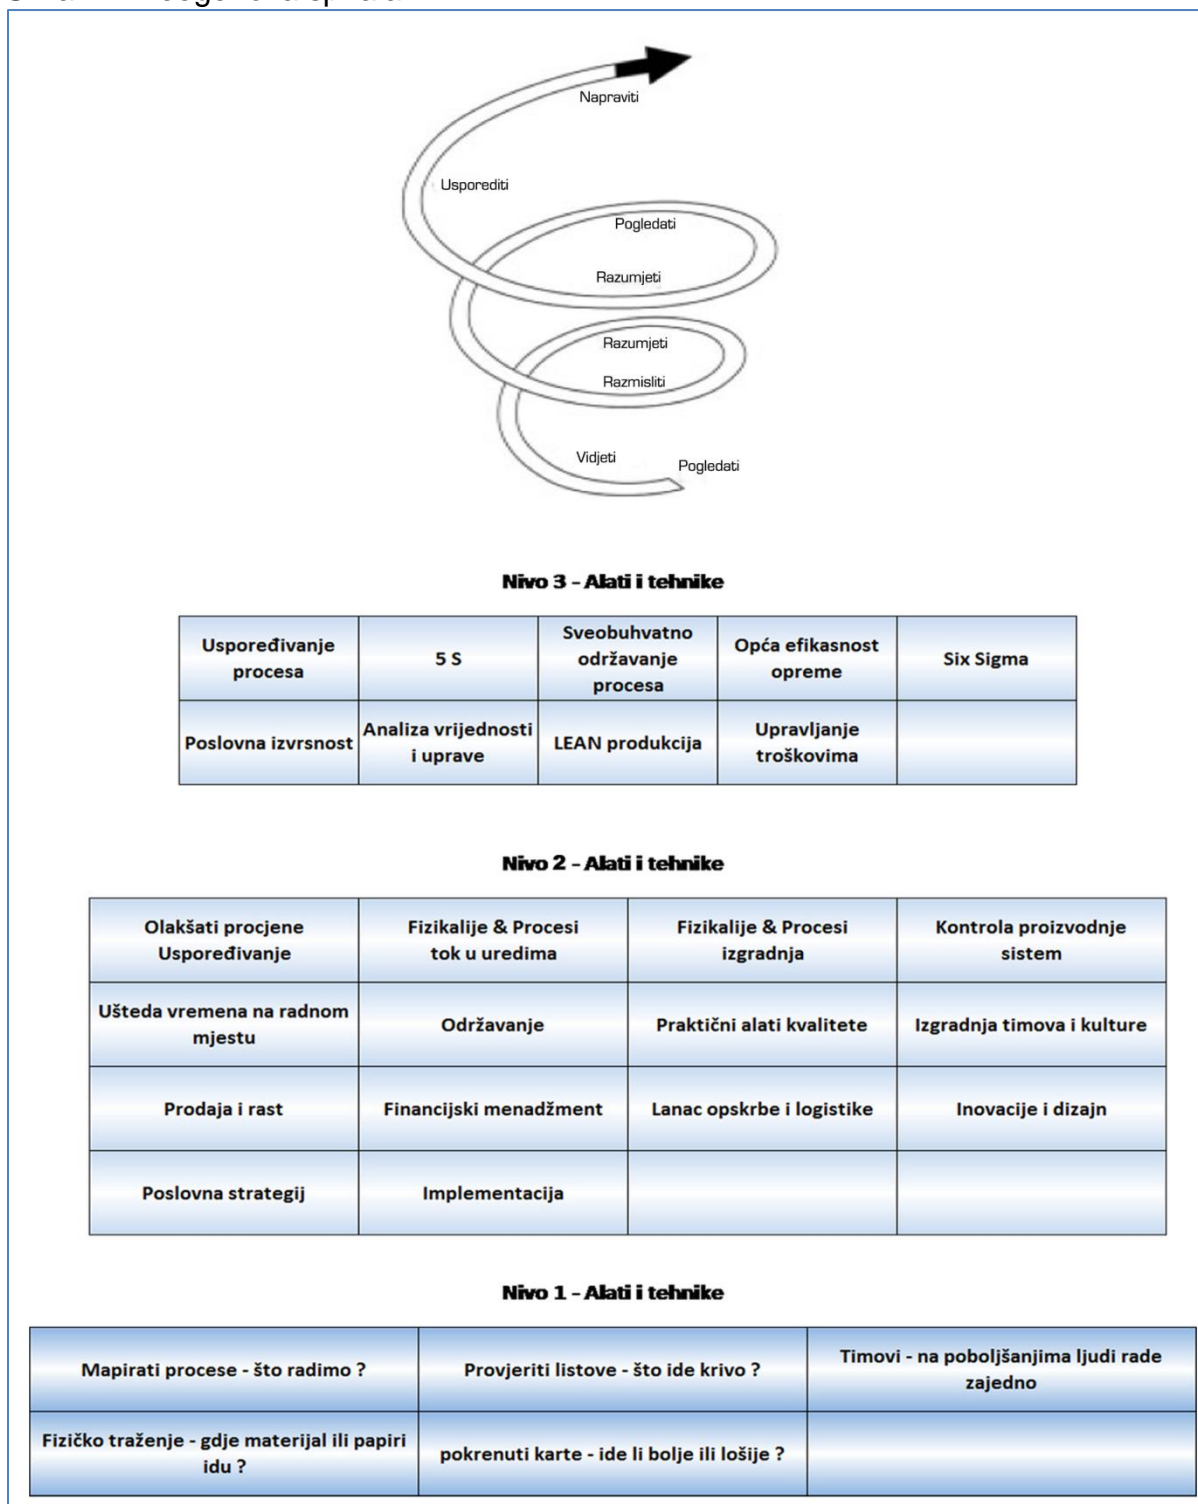 Napraviti
Usporediti
Pogledati
Razumjeti
Razumjeti
Razmisliti
Vidjeti
Pogledati
Nivo 3 - Alati i tehnike
Uspoređivanje
procesa
5 S
Sveobuhvatno
održavanje
procesa
Opća efikasnost
opreme
Six Sigma
Poslovna izvrsnost
Analiza vrijednosti
i uprave
LEAN produkcija
Upravljanje
troškovima
Nivo 2 - Alati i tehnike
Olakšati procjene
Uspoređivanje
Fizikalije & Procesi
tok u uredima
Fizikalije & Procesi
izgradnja
Kontrola proizvodnje
sistem
Ušteda vremena na radnom
mjestu
Održavanje
Praktični alati kvalitete
Izgradnja timova i kulture
Prodaja i rast
Financijski menadžment
Lanac opskrbe i logistike
Inovacije i dizajn
Poslovna strategij
Implementacija
Nivo 1 - Alati i tehnike
Mapirati procese - što radimo ?
Provjeriti listove - što ide krivo ?
Timovi - na poboljšanjima ljudi rade
zajedno
Fizičko traženje - gdje materijal ili papiri
idu ?
pokrenuti karte - ide li bolje ili lošije ?